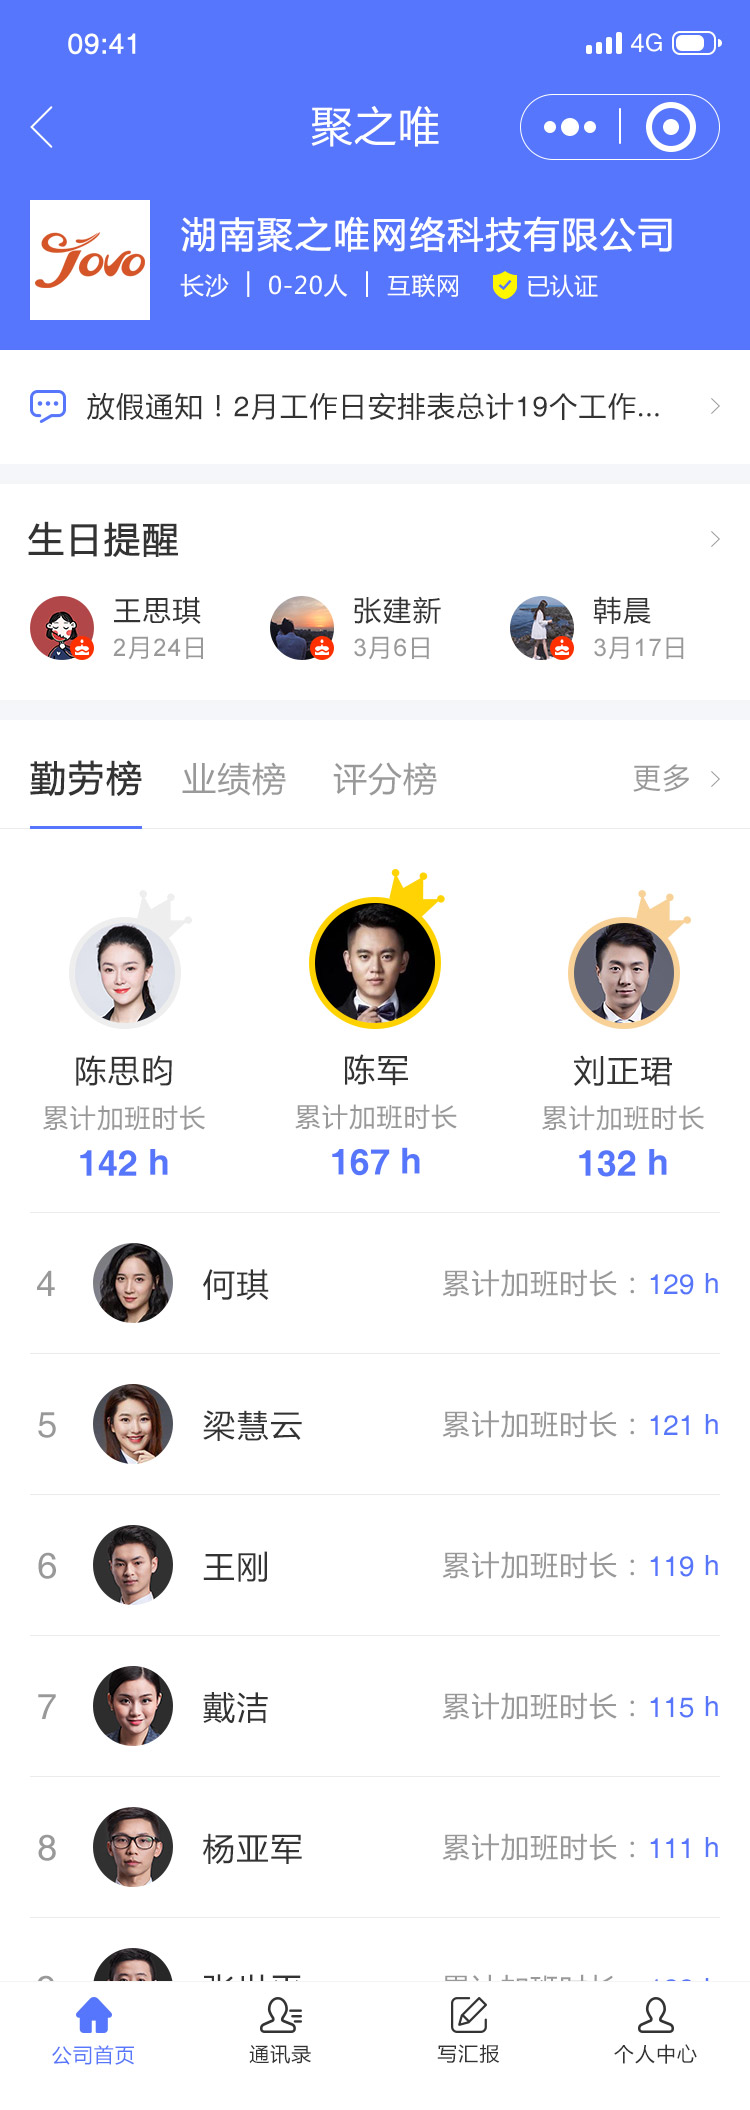 09:41
4G
聚之唯
Jovo
湖南聚之唯网络科技有限公司
长沙 | 0-20人 | 互联网 已认证
放假通知！2月工作日安排表总计19个工作...
生日提醒
王思琪 张建新 韩晨
2月24日 3月6日 3月17日
勤劳榜 业绩榜 评分榜 更多
陈思昀 陈军 刘正珺
累计加班时长 累计加班时长 累计加班时长
142 h 167 h 132 h
4 何琪 累计加班时长：129 h
5 梁慧云 累计加班时长：121 h
6 王刚 累计加班时长：119 h
7 戴洁 累计加班时长：115 h
8 杨亚军 累计加班时长：111 h
公司首页 通讯录 写汇报 个人中心